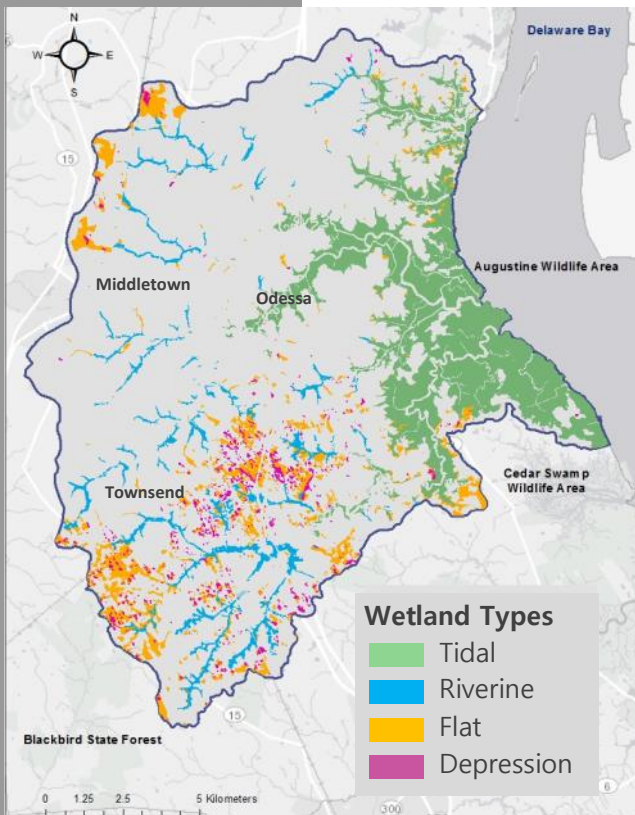 N
W E
S
Delaware Bay
15
Augustine Wildlife Area
Middletown
Odessa
Cedar Swamp
Wildlife Area
Townsend
Wetland Types
Tidal
Riverine
Flat
Depression
15
Blackbird State Forest
0 1.25 2.5 5 Kilometers
6
300